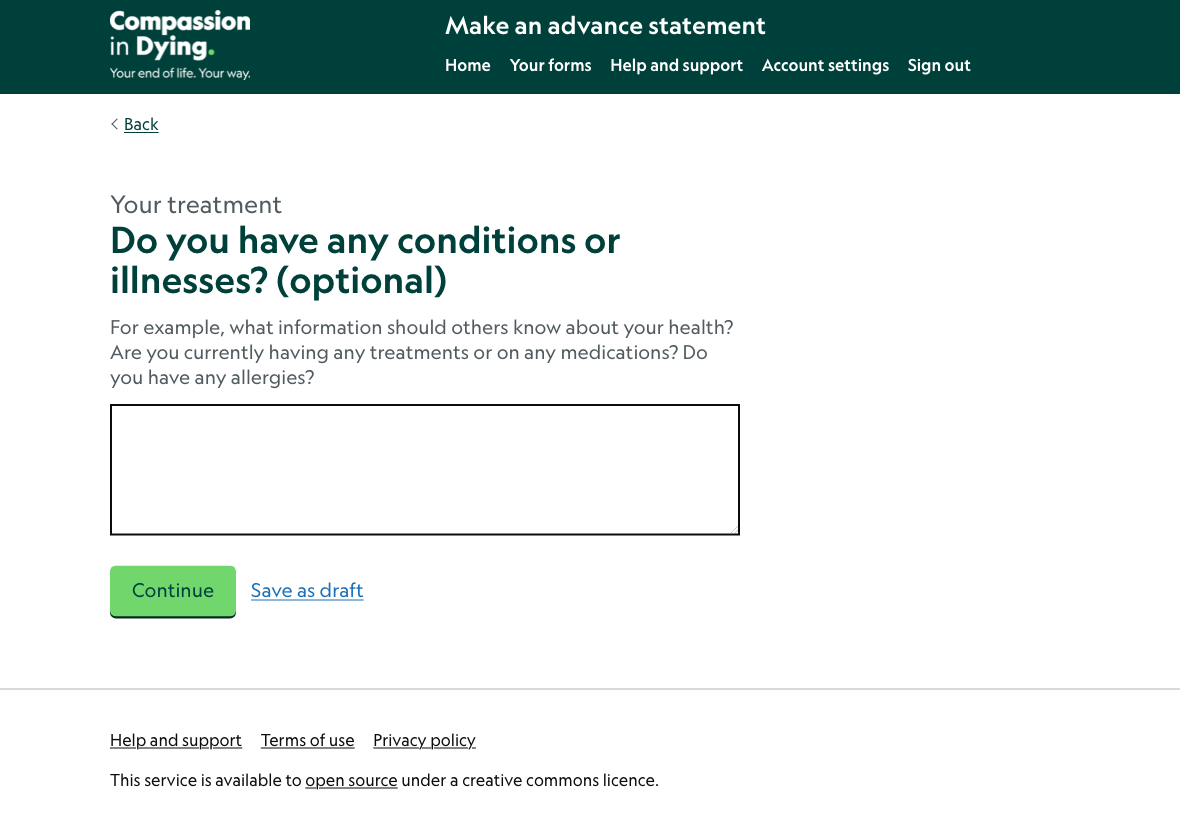 Compassion
in Dying.
Your end of life. Your way.
Make an advance statement
Home Your forms Help and support Account settings Sign out
Back
Your treatment
Do you have any conditions or
illnesses? (optional)
For example, what information should others know about your health?
Are you currently having any treatments or on any medications? Do
you have any allergies?
Continue Save as draft
Help and support Terms of use Privacy policy
This service is available to open source under a creative commons licence.